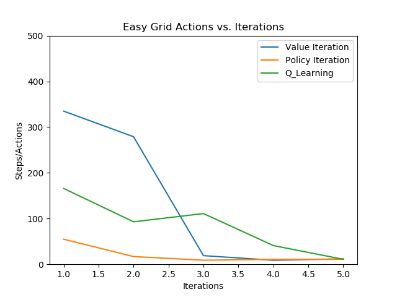 Easy Grid Actions vs. Iterations
500
400
300
200
100
0
Steps/Actions
Value Iteration
Policy Iteration
Q_Learning
1.0 1.5 2.0 2.5 3.0 3.5 4.0 4.5 5.0
Iterations